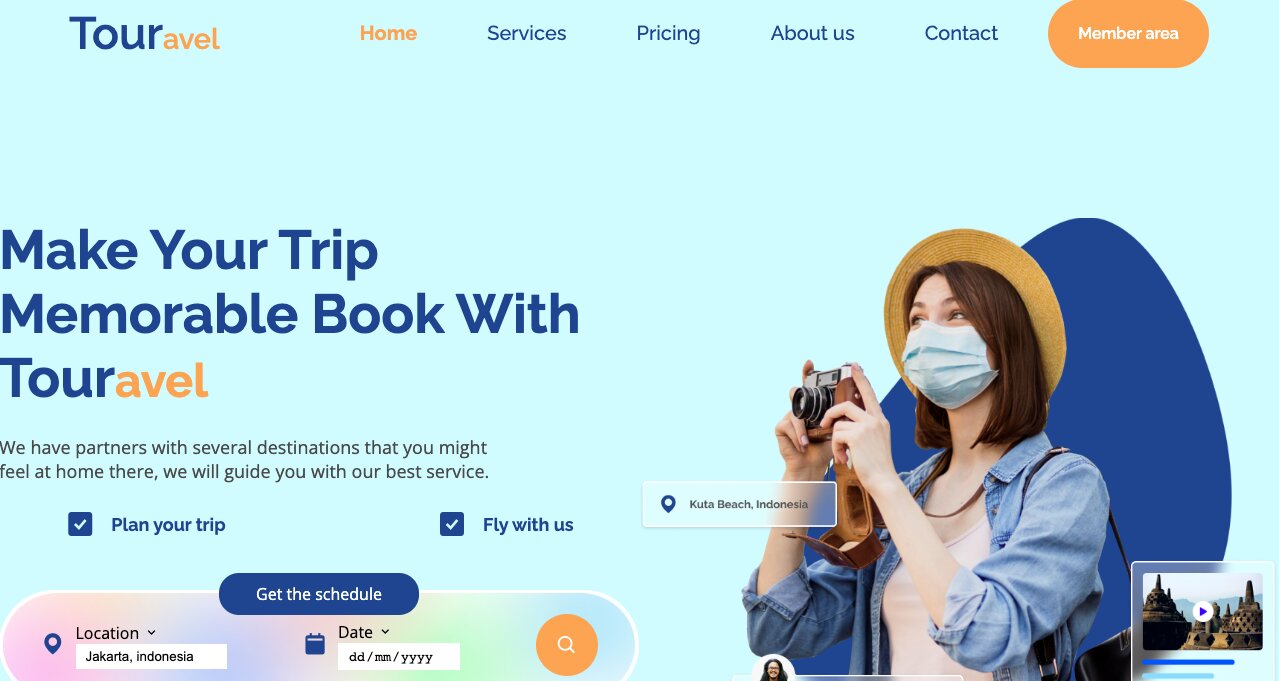 Touravel
Home
Services
Pricing
About us
Contact
Member area
Make Your Trip
Memorable Book With
Touravel
We have partners with several destinations that you might
feel at home there, we will guide you with our best service.
Plan your trip
Fly with us
Kuta Beach, Indonesia
Get the schedule
Location
Date
Jakarta, indonesia
dd/mm/yyyy